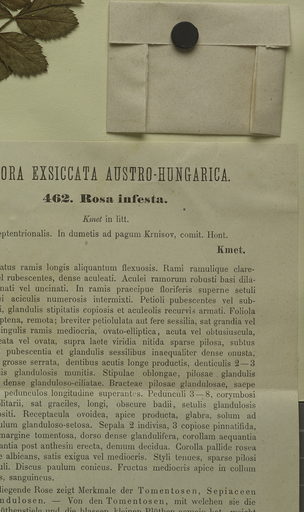 ORA EXSICCATA AUSTRO-HUNGARICA.
462. Rosa infesta.
Kmet in litt.
eptentrionalis. In dumetis ad pagum Krnisov, comit. Hont.
Kmet.
atus ramis longis aliquantum flexuosis. Rami ramulique clare-
el rubescentes, dense aculeati. Aculei ramorum robusti basi dila-
nati vel uncinati. In ramis praecipue floriferis superne setuli
ei aciculis numerosis intermixti. Petioli pubescentes vel sub-
i, glandulis stipitatis copiosis et aculeolis recurvis armati. Foliola
ptena, remota; breviter petiolulata aut fere sessilia, sat grandia vel
ingulis ramis mediocria, ovato-elliptica, acuta vel obtusiuscula,
eata vel ovata, supra laete viridia nitida sparse pilosa, subtus
pubescentia et glandulis sessilibus inaequaliter dense onusta,
grosse serrata, dentibus acutis longe productis, denticulis 2—3
is glandulosis munitis. Stipulae oblongae, pilosae glandulis
dense glanduloso-ciliatae. Bracteae pilosae glandulosae, saepe
pedunculos longitudine superantes. Pedunculi 3—8, corymbosi
litarii, sat graciles, longi, obscure badii, setulis glandulosis
ositi. Receptacula ovoidea, apice producta, glabra, solum ad
ulum glanduloso-setosa. Sepala 2 indivisa, 3 copiose pinnatifida,
margine tomentosa, dorso dense glandulifera, corollam aequantia
antia post anthesin erecta, demum decidua. Corolla pallide rosea
e albicans, satis exigua vel mediocris. Styli tenues, sparse pilosi
uli. Discus paulum conicus. Fructus mediocris apice in collum
s, sanguineus.
liegende Rose zeigt Merkmale der Tomentosen, Sepiaceen
ndulosen. — Von den Tomentosen, mit welchen sie die